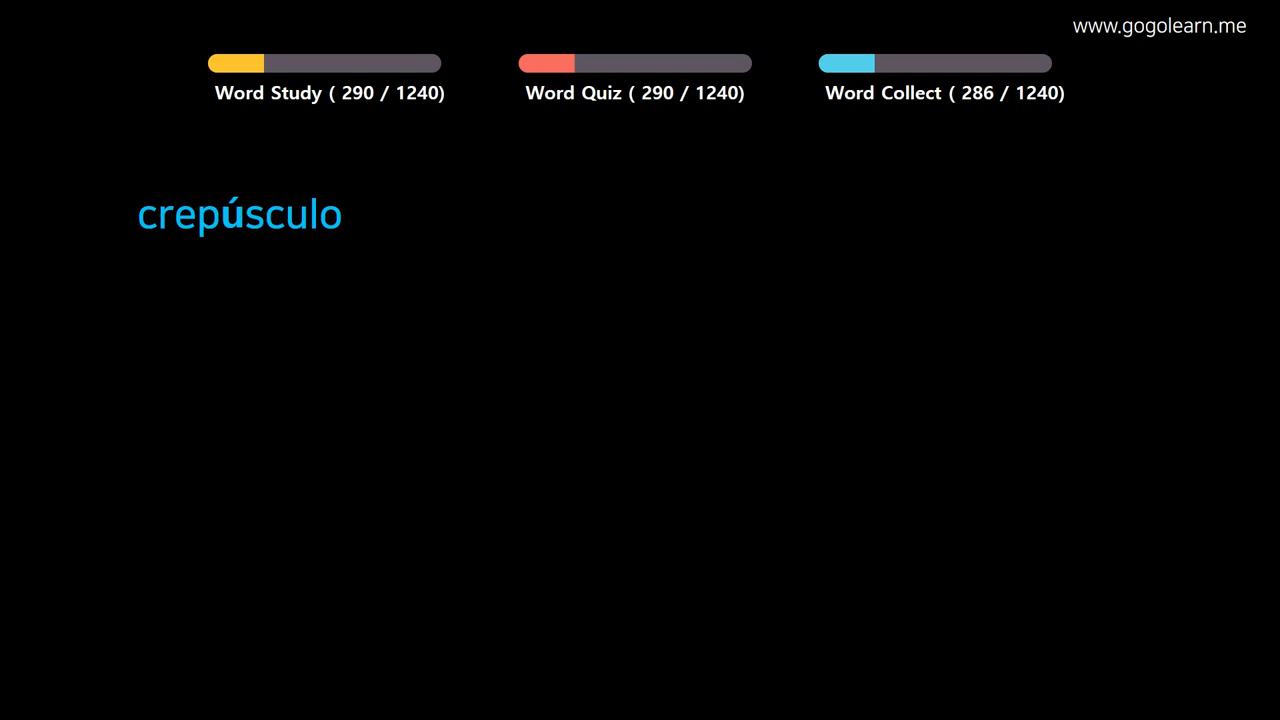 www.gogolearn.me
Word Study ( 290 / 1240)
Word Quiz ( 290 / 1240)
Word Collect ( 286 / 1240)
crepúsculo